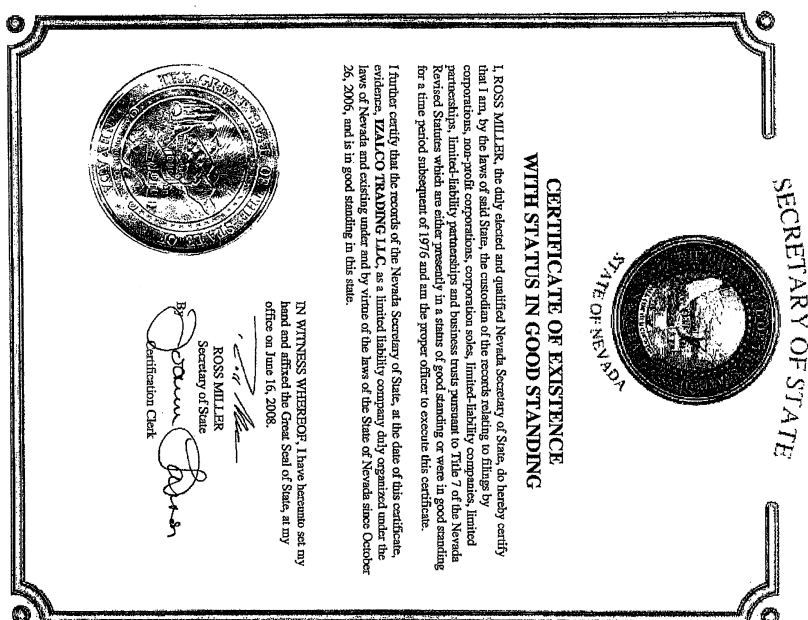 SECRETARY OF STATE
STATE OF NEVADA
CERTIFICATE OF EXISTENCE
WITH STATUS IN GOOD STANDING
I, ROSS MILLER, the duly elected and qualified Nevada Secretary of State, do hereby certify
that I am, by the laws of said State, the custodian of the records relating to filings by
corporations, non-profit corporations, corporation soles, limited-liability companies, limited
partnerships, limited-liability partnerships and business trusts pursuant to Title 7 of the Nevada
Revised Statutes which are either presently in a status of good standing or were in good standing
for a time period subsequent of 1976 and am the proper officer to execute this certificate.
I further certify that the records of the Nevada Secretary of State, at the date of this certificate,
evidence, IZALCO TRADING LLC, as a limited liability company duly organized under the
laws of Nevada and existing under and by virtue of the laws of the State of Nevada since October
26, 2006, and is in good standing in this state.
THE GREAT SEAL OF THE STATE OF NEVADA
IN WITNESS WHEREOF, I have hereunto set my
hand and affixed the Great Seal of State, at my
office on June 16, 2008.
ROSS MILLER
Secretary of State
By
Certification Clerk